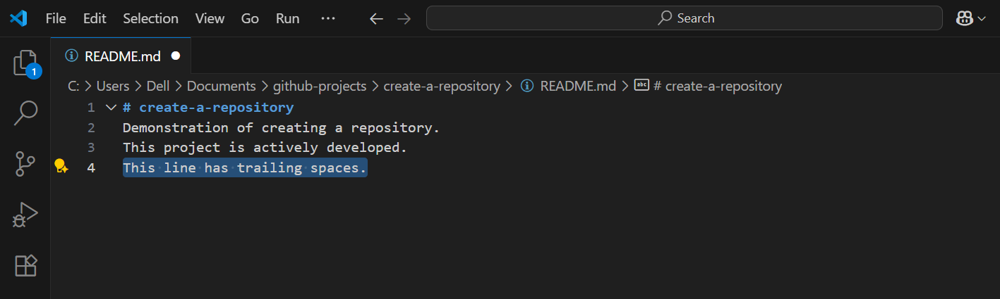 File Edit Selection View Go Run ··· Search
README.md
1
C: > Users > Dell > Documents > github-projects > create-a-repository > README.md > abc # create-a-repository
1 # create-a-repository
2 Demonstration of creating a repository.
3 This project is actively developed.
4 This line has trailing spaces.